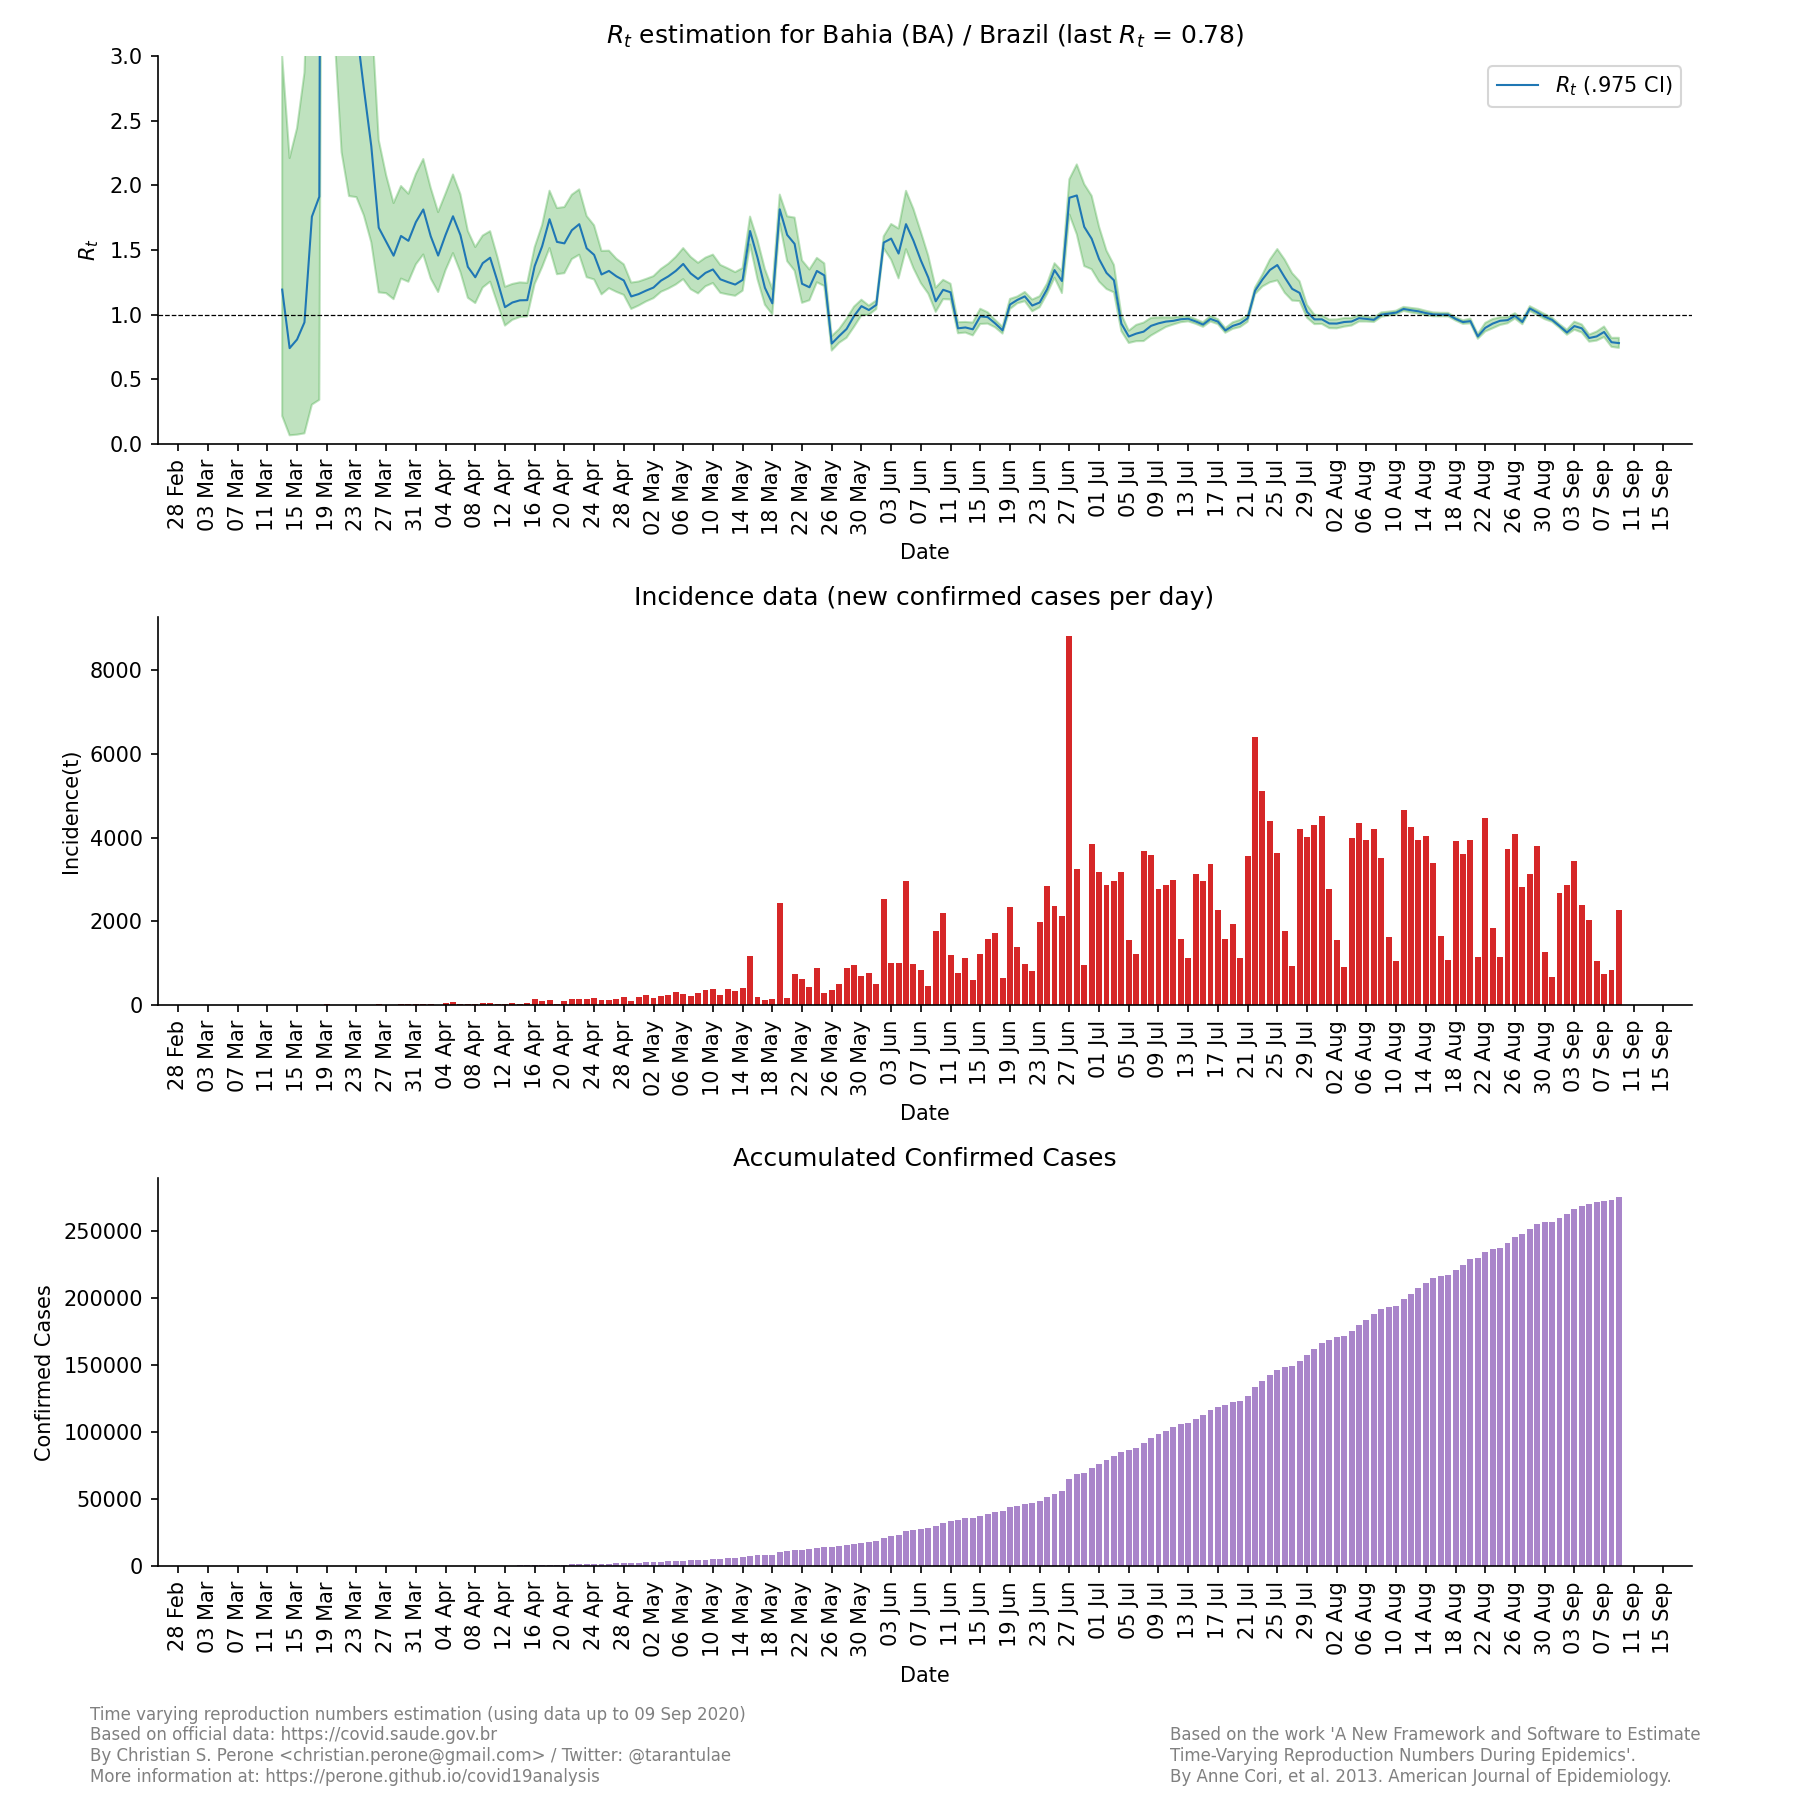 Rt estimation for Bahia (BA) / Brazil (last Rt = 0.78)
Rt (.975 CI)
3.0
2.5
2.0
1.5
1.0
0.5
0.0
Rt
28 Feb 03 Mar 07 Mar 11 Mar 15 Mar 19 Mar 23 Mar 27 Mar 31 Mar 04 Apr 08 Apr 12 Apr 16 Apr 20 Apr 24 Apr 28 Apr 02 May 06 May 10 May 14 May 18 May 22 May 26 May 30 May 03 Jun 07 Jun 11 Jun 15 Jun 19 Jun 23 Jun 27 Jun 01 Jul 05 Jul 09 Jul 13 Jul 17 Jul 21 Jul 25 Jul 29 Jul 02 Aug 06 Aug 10 Aug 14 Aug 18 Aug 22 Aug 26 Aug 30 Aug 03 Sep 07 Sep 11 Sep 15 Sep
Date
Incidence data (new confirmed cases per day)
8000
6000
4000
2000
0
Incidence(t)
28 Feb 03 Mar 07 Mar 11 Mar 15 Mar 19 Mar 23 Mar 27 Mar 31 Mar 04 Apr 08 Apr 12 Apr 16 Apr 20 Apr 24 Apr 28 Apr 02 May 06 May 10 May 14 May 18 May 22 May 26 May 30 May 03 Jun 07 Jun 11 Jun 15 Jun 19 Jun 23 Jun 27 Jun 01 Jul 05 Jul 09 Jul 13 Jul 17 Jul 21 Jul 25 Jul 29 Jul 02 Aug 06 Aug 10 Aug 14 Aug 18 Aug 22 Aug 26 Aug 30 Aug 03 Sep 07 Sep 11 Sep 15 Sep
Date
Accumulated Confirmed Cases
250000
200000
150000
100000
50000
0
Confirmed Cases
28 Feb 03 Mar 07 Mar 11 Mar 15 Mar 19 Mar 23 Mar 27 Mar 31 Mar 04 Apr 08 Apr 12 Apr 16 Apr 20 Apr 24 Apr 28 Apr 02 May 06 May 10 May 14 May 18 May 22 May 26 May 30 May 03 Jun 07 Jun 11 Jun 15 Jun 19 Jun 23 Jun 27 Jun 01 Jul 05 Jul 09 Jul 13 Jul 17 Jul 21 Jul 25 Jul 29 Jul 02 Aug 06 Aug 10 Aug 14 Aug 18 Aug 22 Aug 26 Aug 30 Aug 03 Sep 07 Sep 11 Sep 15 Sep
Date
Time varying reproduction numbers estimation (using data up to 09 Sep 2020)
Based on official data: https://covid.saude.gov.br
By Christian S. Perone <christian.perone@gmail.com> / Twitter: @tarantulae
More information at: https://perone.github.io/covid19analysis
Based on the work 'A New Framework and Software to Estimate
Time-Varying Reproduction Numbers During Epidemics'.
By Anne Cori, et al. 2013. American Journal of Epidemiology.